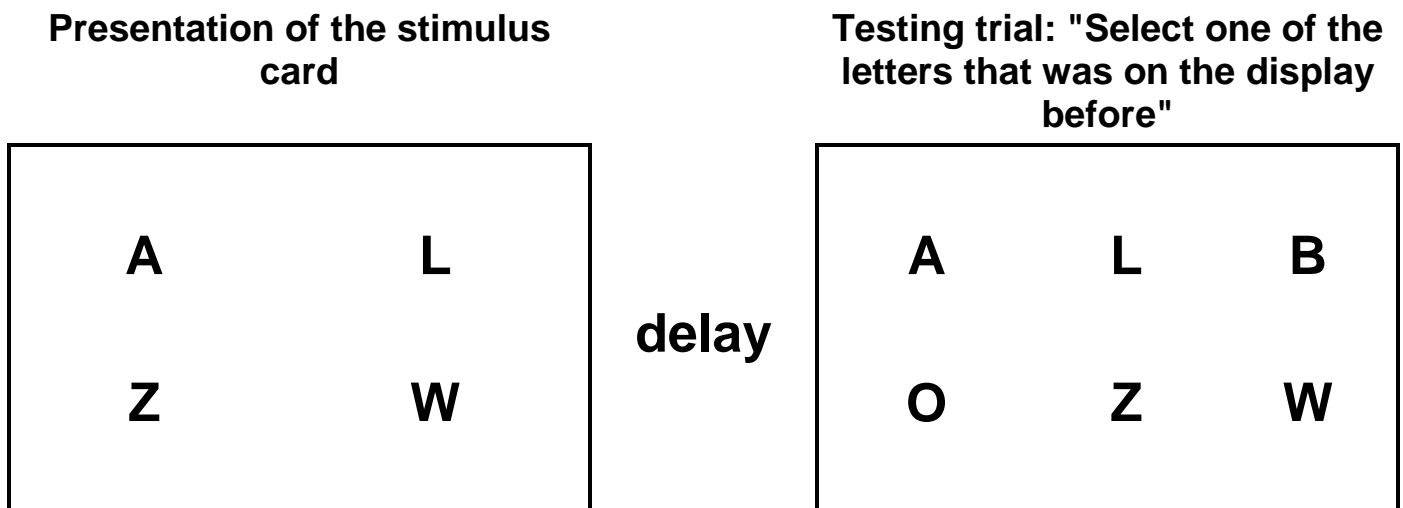 Presentation of the stimulus
card
A L
Z W
delay
Testing trial: "Select one of the
letters that was on the display
before"
A L B
O Z W